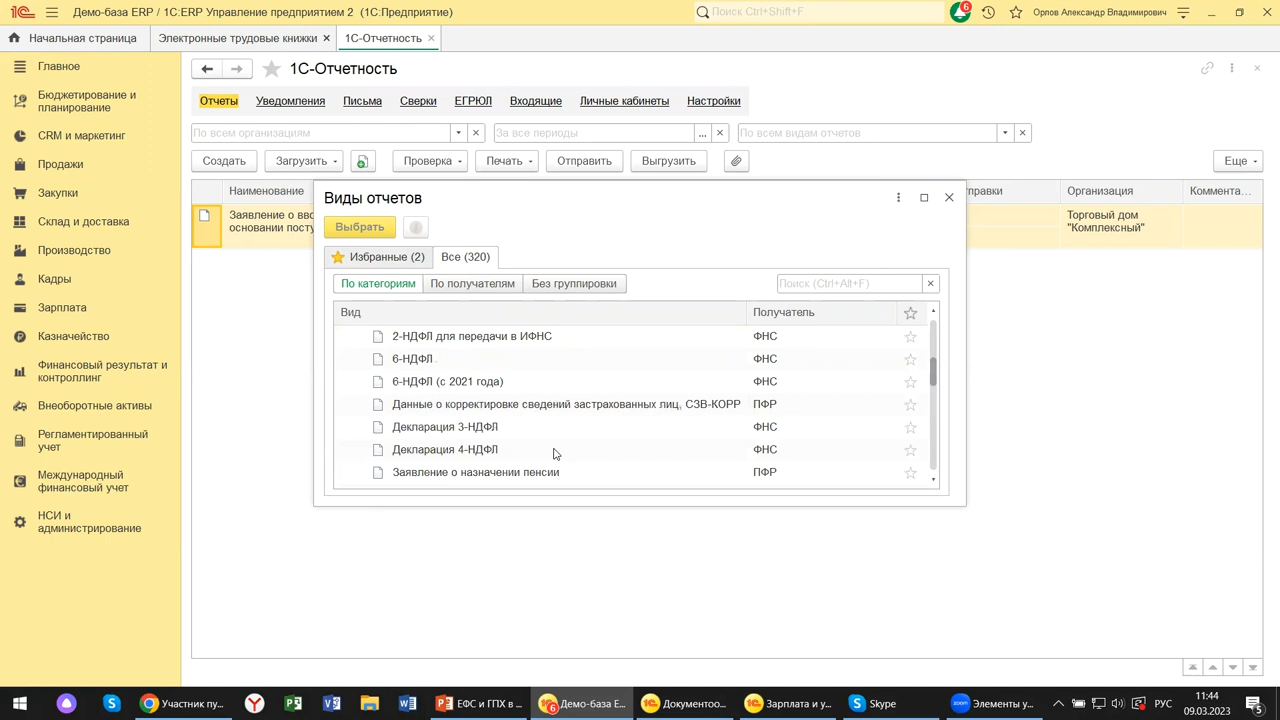 Демо-база ERP / 1С:ERP Управление предприятием 2 (1С:Предприятие)
Поиск Ctrl+Shift+F
6
Орлов Александр Владимирович
Начальная страница
Электронные трудовые книжки ×
1С-Отчетность ×
Главное
Бюджетирование и
планирование
CRM и маркетинг
Продажи
Закупки
Склад и доставка
Производство
Кадры
Зарплата
Казначейство
Финансовый результат и
контроллинг
Внеоборотные активы
Регламентированный
учет
Международный
финансовый учет
НСИ и
администрирование
1С-Отчетность
Отчеты
Уведомления
Письма
Сверки
ЕГРЮЛ
Входящие
Личные кабинеты
Настройки
По всем организациям
За все периоды
...
По всем видам отчетов
Создать
Загрузить
Проверка
Печать
Отправить
Выгрузить
Еще
Наименование
правки
Организация
Коммента...
Заявление о вво
основании посту
Торговый дом
"Комплексный"
Виды отчетов
Выбрать
Избранные (2)
Все (320)
По категориям
По получателям
Без группировки
Поиск (Ctrl+Alt+F)
Вид
Получатель
2-НДФЛ для передачи в ИФНС
ФНС
6-НДФЛ
ФНС
6-НДФЛ (с 2021 года)
ФНС
Данные о корректировке сведений застрахованных лиц, СЗВ-КОРР
ПФР
Декларация 3-НДФЛ
ФНС
Декларация 4-НДФЛ
ФНС
Заявление о назначении пенсии
ПФР
Участник пу...
ЕФС и ГПХ в ...
6
Демо-база Е...
Документоо...
Зарплата и у...
Skype
Элементы у...
РУС
11:44
09.03.2023
5